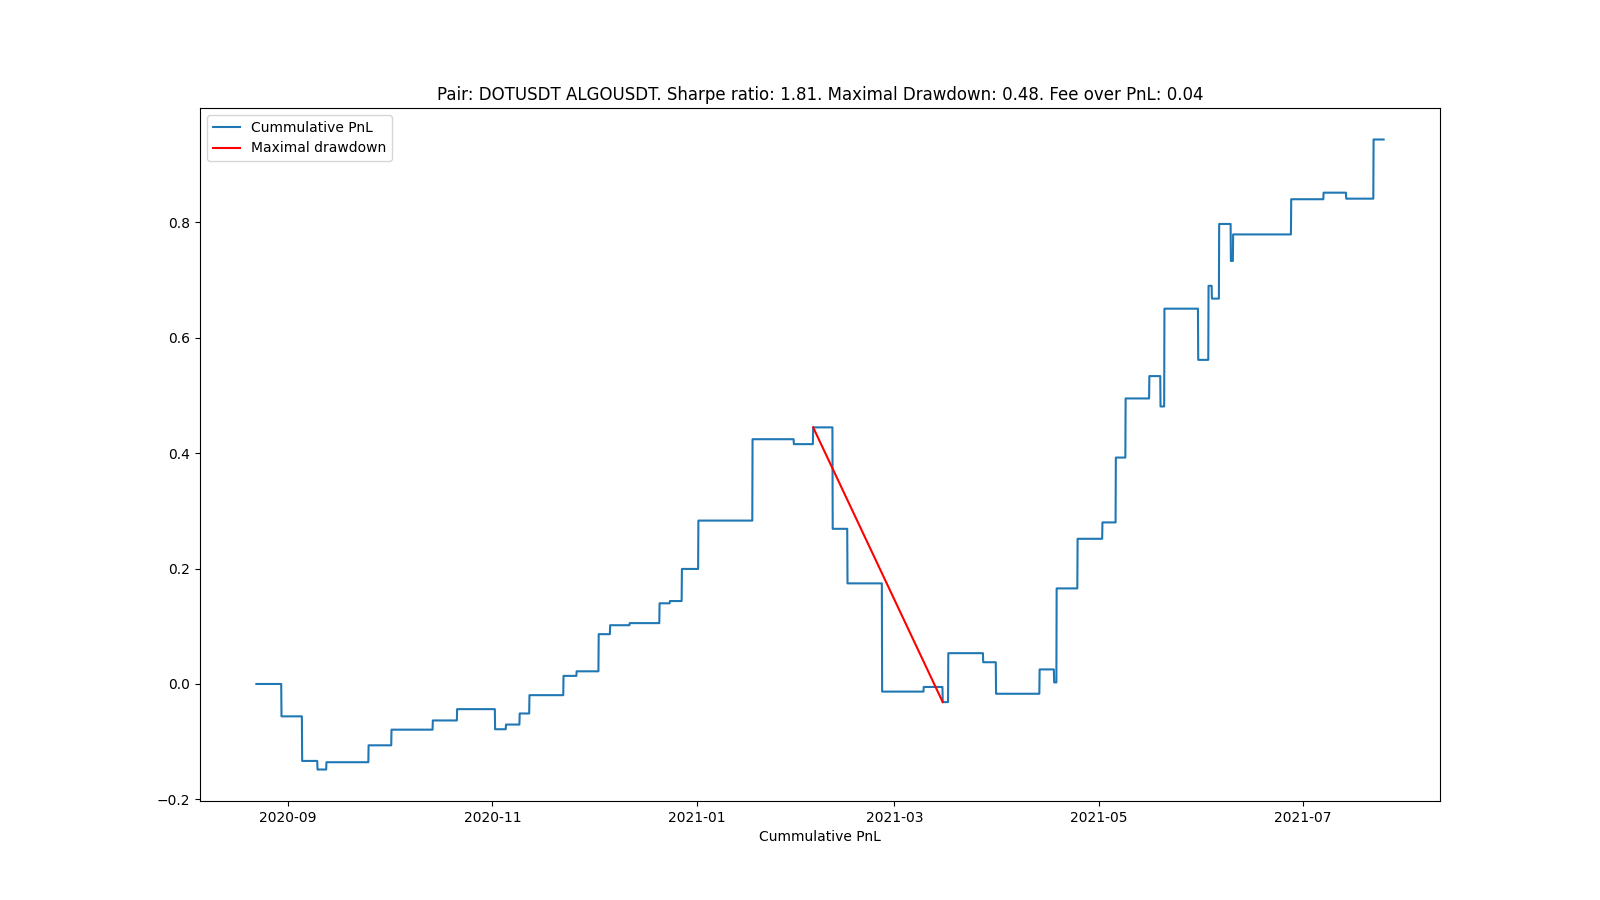 Pair: DOTUSDT ALGOUSDT. Sharpe ratio: 1.81. Maximal Drawdown: 0.48. Fee over PnL: 0.04
Cummulative PnL
Maximal drawdown
0.8
0.6
0.4
0.2
0.0
−0.2
2020-09 2020-11 2021-01 2021-03 2021-05 2021-07
Cummulative PnL